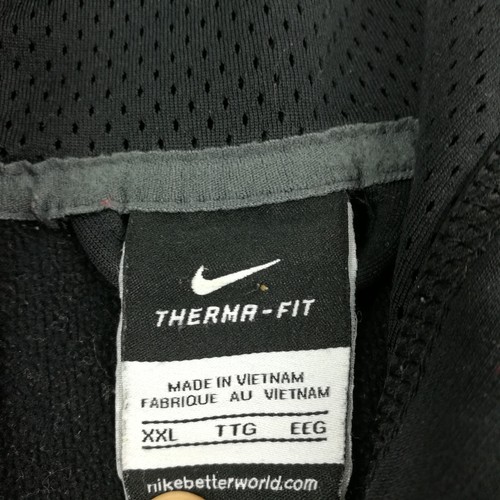 THERMA-FIT
MADE IN VIETNAM
FABRIQUE AU VIETNAM
XXL TTG EEG
nikebetterworld.com